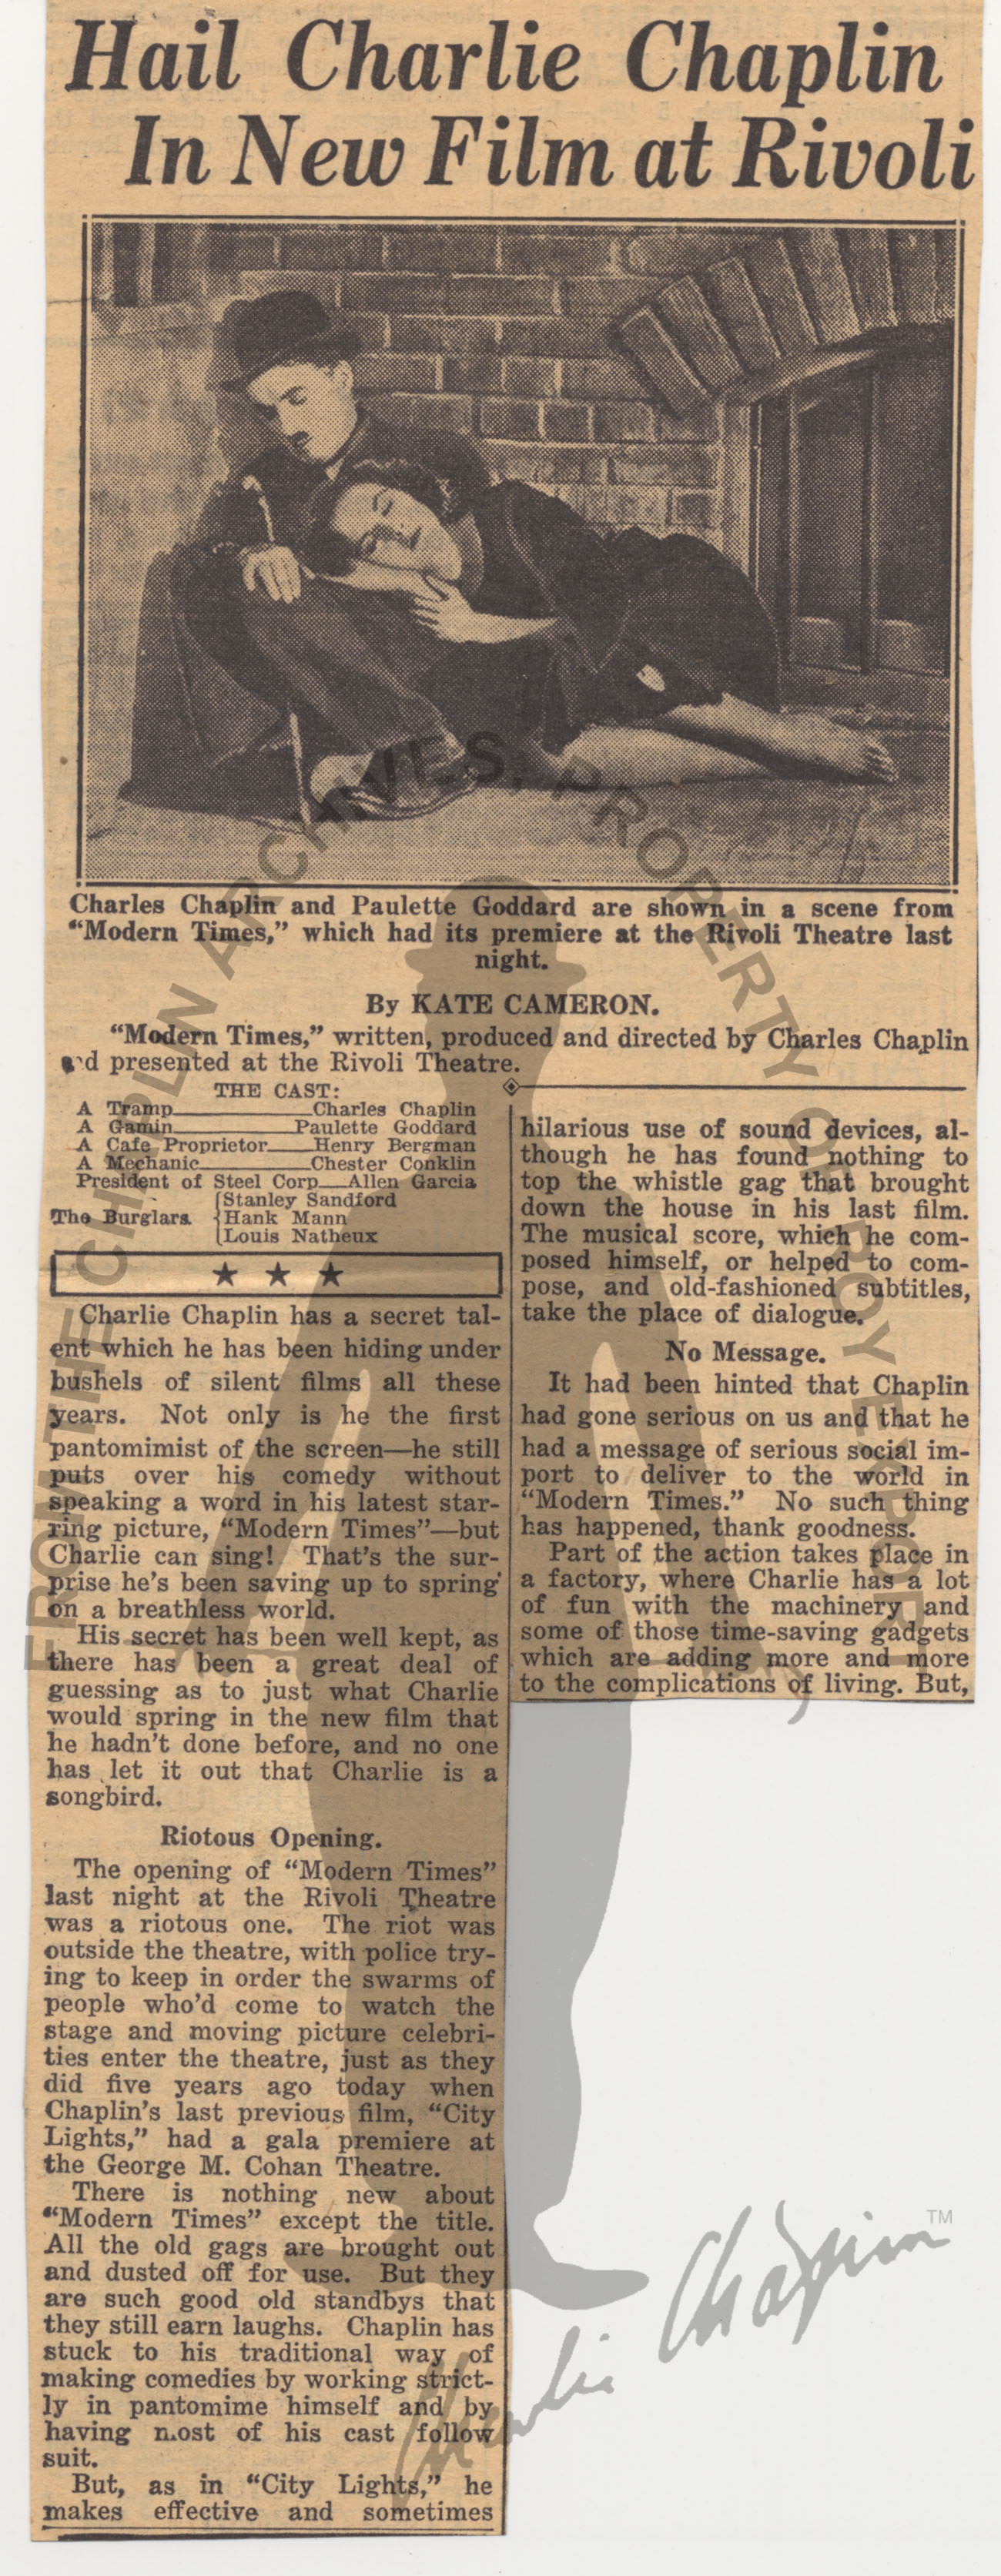 Hail Charlie Chaplin
In New Film at Rivoli
Charles Chaplin and Paulette Goddard are shown in a scene from
“Modern Times,” which had its premiere at the Rivoli Theatre last
night.
By KATE CAMERON.
“Modern Times,” written, produced and directed by Charles Chaplin
a'd presented at the Rivoli Theatre.
THE CAST:
A Tramp Charles Chaplin
A Gamin Paulette Goddard
A Cafe Proprietor Henry Bergman
A Mechanic Chester Conklin
President of Steel Corp Allen Garcia
Stanley Sandford
The Burglars Hank Mann
Louis Natheux
★ ★ ★
Charlie Chaplin has a secret tal-
ent which he has been hiding under
bushels of silent films all these
years. Not only is he the first
pantomimist of the screen—he still
puts over his comedy without
speaking a word in his latest star-
ring picture, “Modern Times”—but
Charlie can sing! That's the sur-
prise he's been saving up to spring
on a breathless world.
His secret has been well kept, as
there has been a great deal of
guessing as to just what Charlie
would spring in the new film that
he hadn't done before, and no one
has let it out that Charlie is a
songbird.
Riotous Opening.
The opening of “Modern Times”
last night at the Rivoli Theatre
was a riotous one. The riot was
outside the theatre, with police try-
ing to keep in order the swarms of
people who'd come to watch the
stage and moving picture celebri-
ties enter the theatre, just as they
did five years ago today when
Chaplin's last previous film, “City
Lights,” had a gala premiere at
the George M. Cohan Theatre.
There is nothing new about
“Modern Times” except the title.
All the old gags are brought out
and dusted off for use. But they
are such good old standbys that
they still earn laughs. Chaplin has
stuck to his traditional way of
making comedies by working strict-
ly in pantomime himself and by
having most of his cast follow
suit.
But, as in “City Lights,” he
makes effective and sometimes
hilarious use of sound devices, al-
though he has found nothing to
top the whistle gag that brought
down the house in his last film.
The musical score, which he com-
posed himself, or helped to com-
pose, and old-fashioned subtitles,
take the place of dialogue.
No Message.
It had been hinted that Chaplin
had gone serious on us and that he
had a message of serious social im-
port to deliver to the world in
“Modern Times.” No such thing
has happened, thank goodness.
Part of the action takes place in
a factory, where Charlie has a lot
of fun with the machinery and
some of those time-saving gadgets
which are adding more and more
to the complications of living. But,
FROM THE CHAPLIN ARCHIVES, PROPERTY OF ROY EXPORT
Charlie Chaplin TM